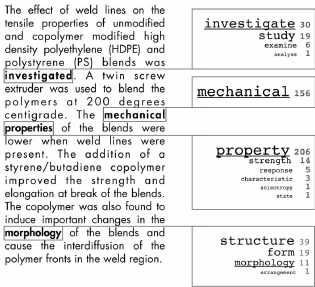 The effect of weld lines on the
tensile properties of unmodified
and copolymer modified high
density polyethylene (HDPE) and
polystyrene (PS) blends was
investigated. A twin screw
extruder was used to blend the
polymers at 200 degrees
centigrade. The mechanical
properties of the blends were
lower when weld lines were
present. The addition of a
styrene/butadiene copolymer
improved the strength and
elongation at break of the blends.
The copolymer was also found to
induce important changes in the
morphology of the blends and
cause the interdiffusion of the
polymer fronts in the weld region.
investigate 30
study 19
examine 6
analyze 1
mechanical 156
property 206
strength 14
response 5
characteristic 3
anisotropy 1
state 1
structure 39
form 19
morphology 11
arrangement 1